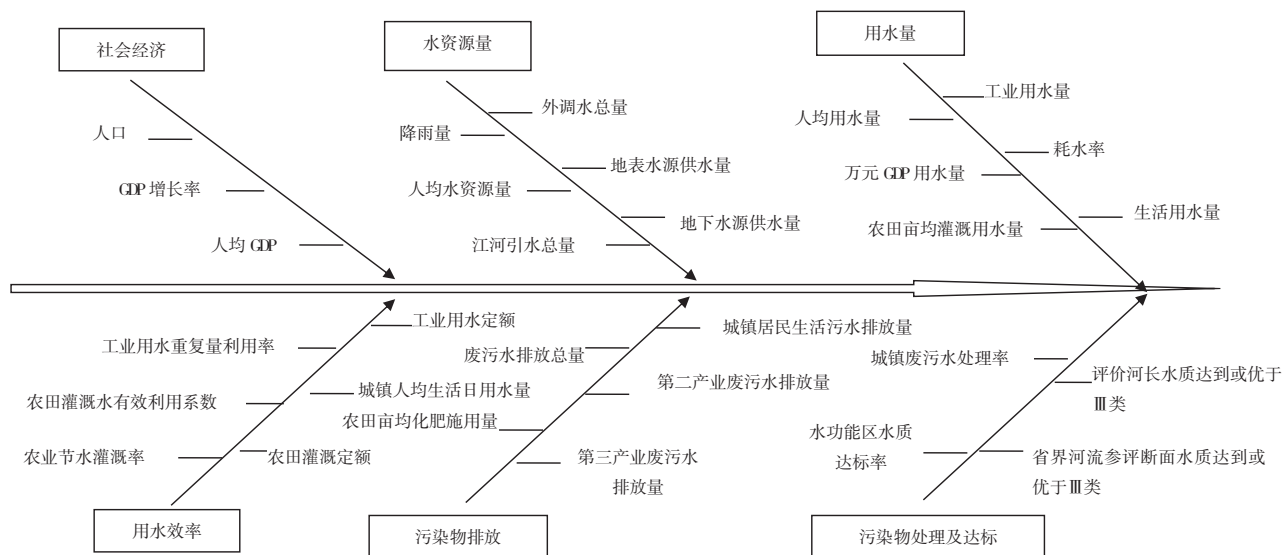 社会经济
人口
GDP 增长率
人均 GDP
水资源量
外调水总量
降雨量
地表水源供水量
人均水资源量
地下水源供水量
江河引水总量
用水量
工业用水量
人均用水量
耗水率
万元 GDP 用水量
生活用水量
农田亩均灌溉用水量
工业用水定额
工业用水重复量利用率
城镇人均生活日用水量
农田灌溉水有效利用系数
农业节水灌溉率
农田灌溉定额
用水效率
城镇居民生活污水排放量
废污水排放总量
第二产业废污水排放量
农田亩均化肥施用量
第三产业废污水
排放量
污染物排放
城镇废污水处理率
评价河长水质达到或优于
Ⅲ类
水功能区水质
达标率
省界河流参评断面水质达到或
优于Ⅲ类
污染物处理及达标